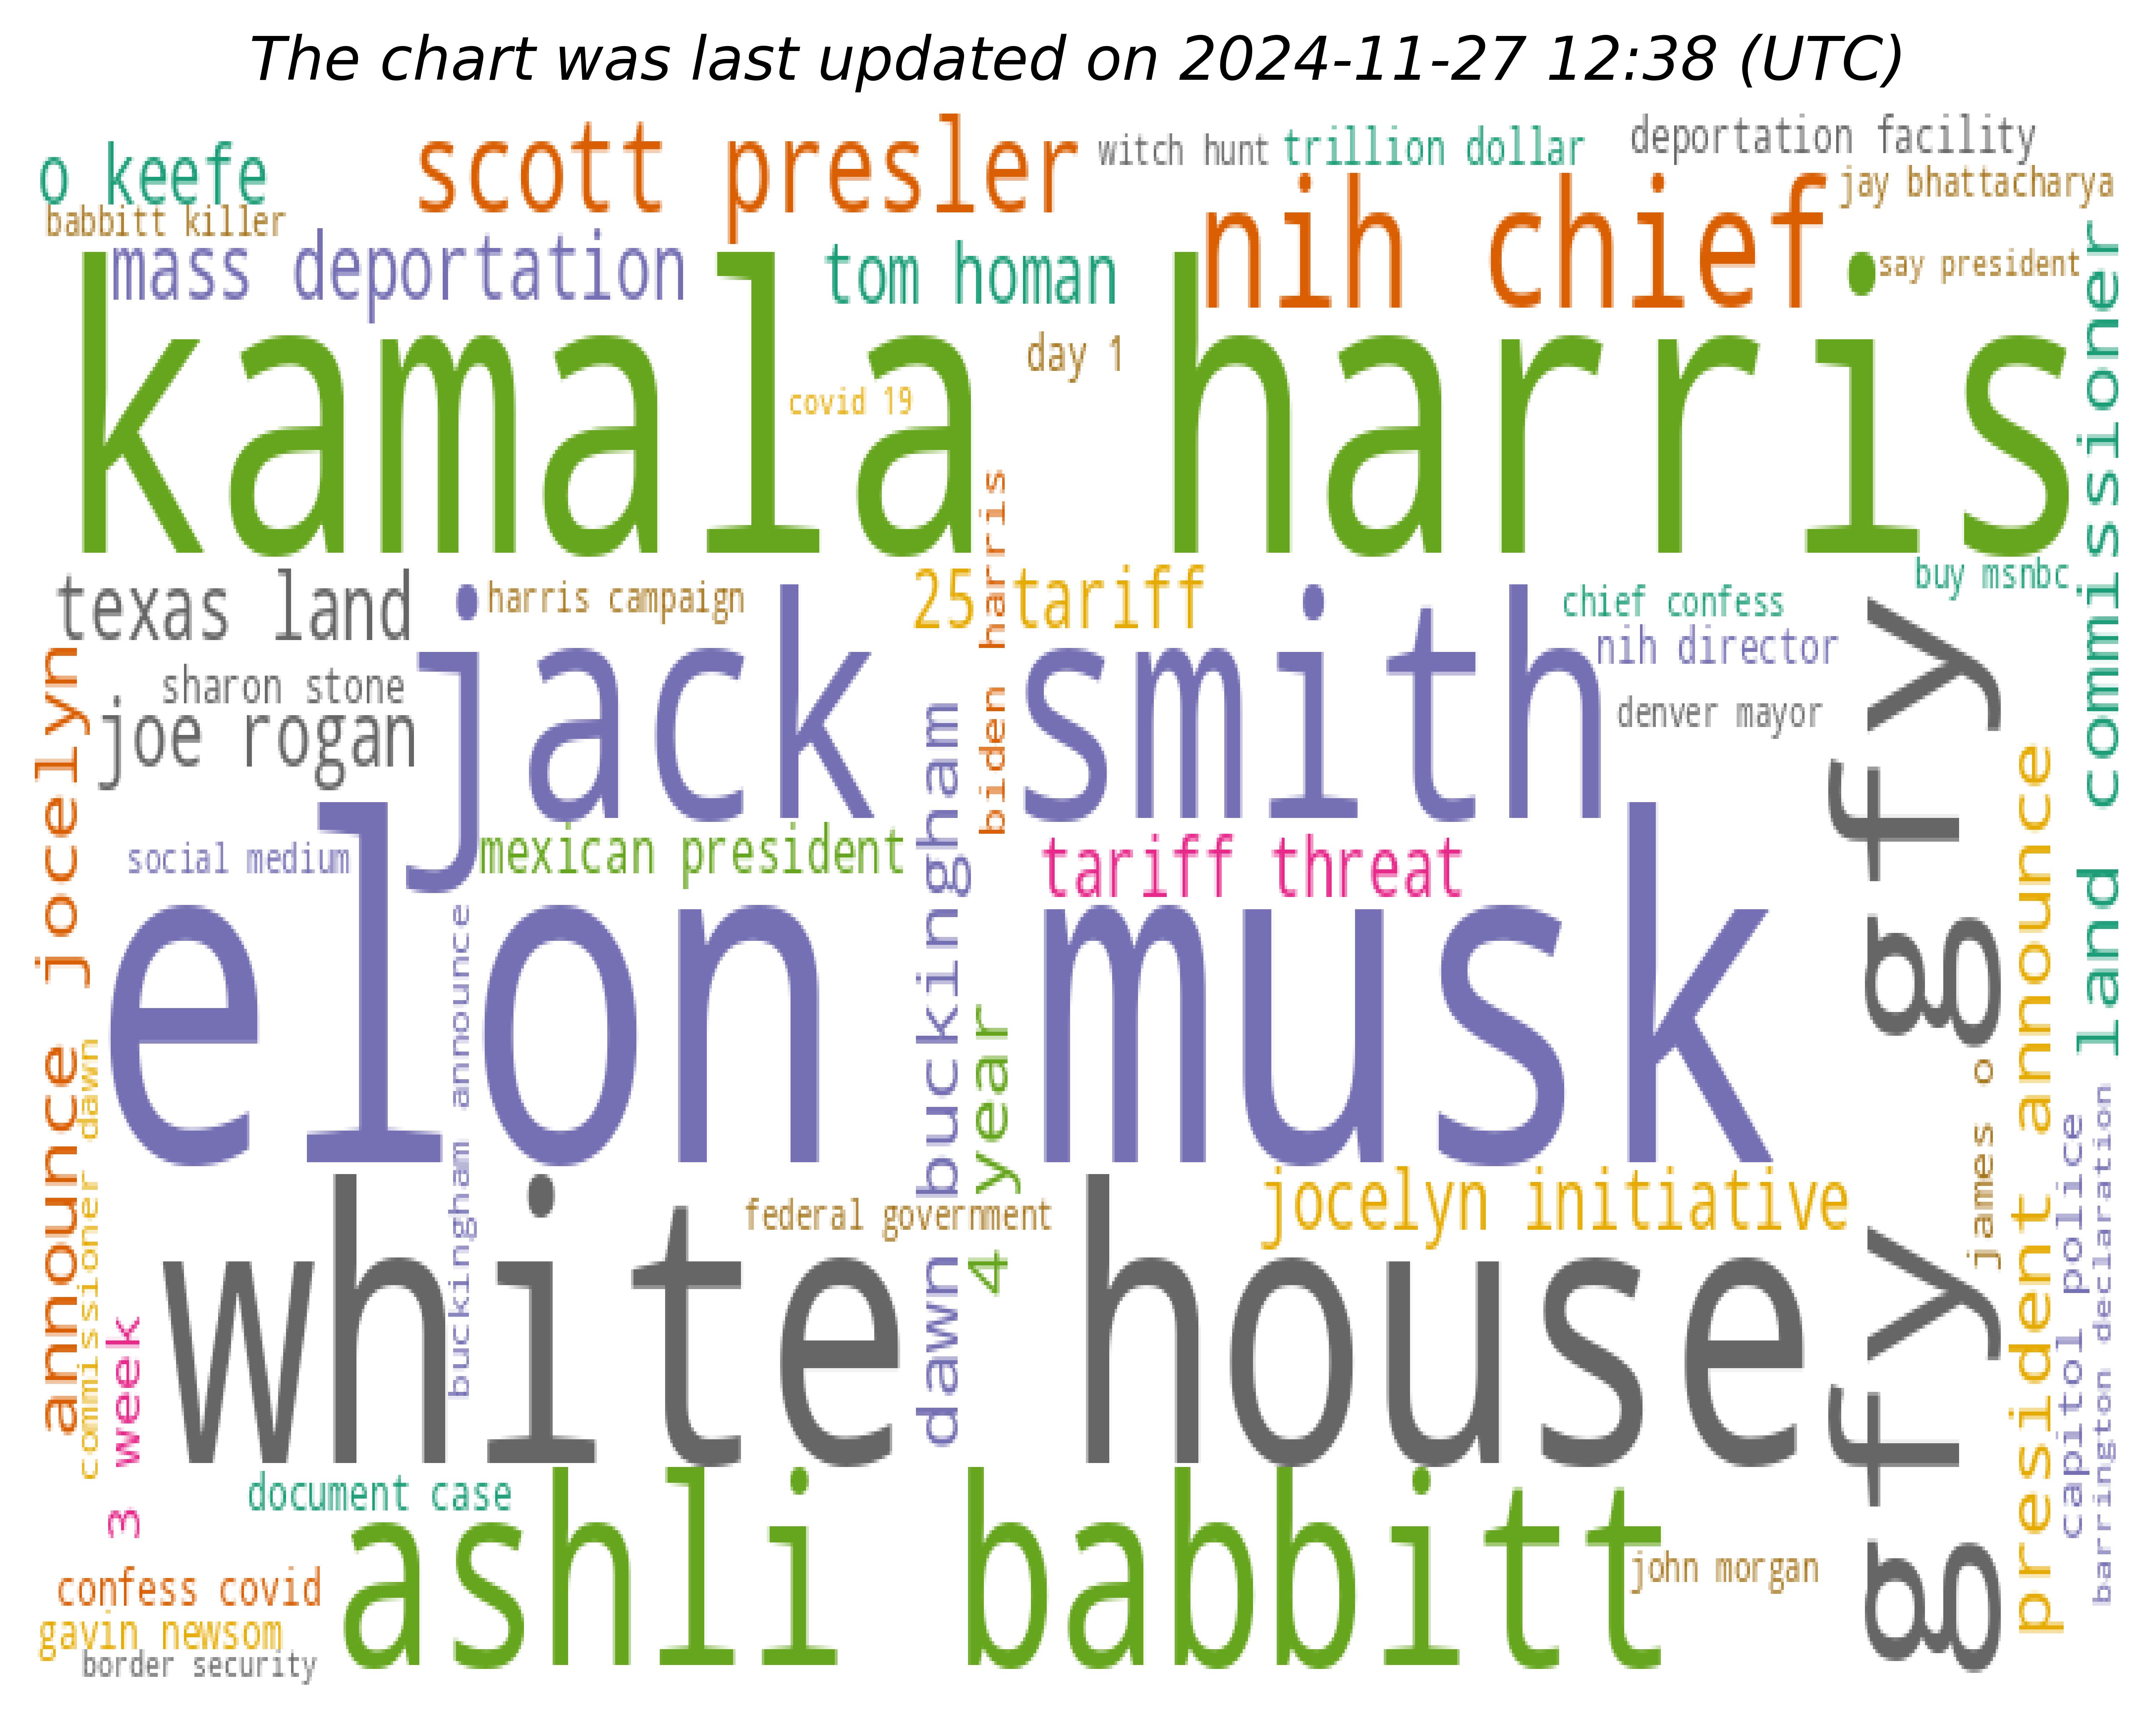 The chart was last updated on 2024-11-27 12:38 (UTC)
o keefe
scott presler
witch hunt
trillion dollar
deportation facility
babbitt killer
nih chief
jay bhattacharya
mass deportation
tom homan
say president
kamala harris
day 1
covid 19
land commissioner
biden harris
texas land
harris campaign
25 tariff
chief confess
buy msnbc
jack smith
nih director
sharon stone
joe rogan
denver mayor
gfy gfy
announce jocelyn
social medium
mexican president
dawn buckingham
tariff threat
president announce
elon musk
buckingham announce
4 year
commissioner dawn
james o
capitol police
barrington declaration
jocelyn initiative
federal government
white house
3 week
document case
ashli babbitt
john morgan
confess covid
gavin newsom
border security